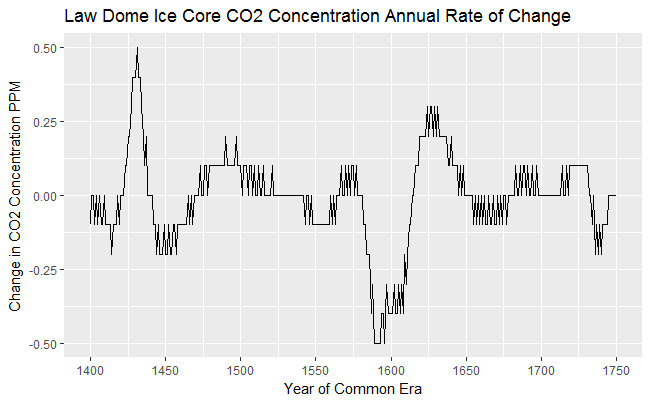 Law Dome Ice Core CO2 Concentration Annual Rate of Change
Change in CO2 Concentration PPM
0.50
0.25
0.00
-0.25
-0.50
1400 1450 1500 1550 1600 1650 1700 1750
Year of Common Era